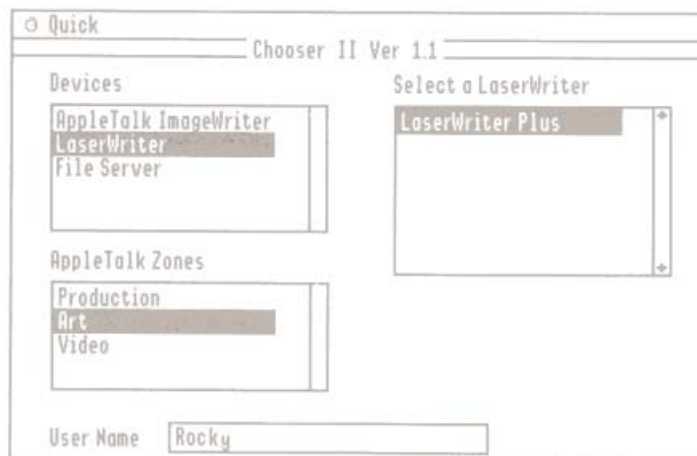 Quick
Chooser II Ver 1.1
Devices
AppleTalk ImageWriter
LaserWriter
File Server
Select a LaserWriter
LaserWriter Plus
AppleTalk Zones
Production
Art
Video
User Name Rocky